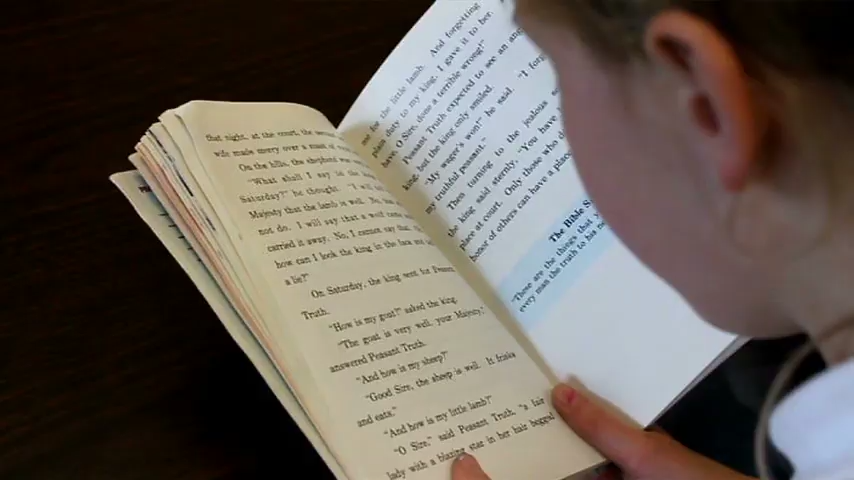 that night, at the court, the
wife made merry over a roast of
On the hills, the shepherd
"What shall I say to the
Saturday?" he thought. "I will
Majesty that the lamb is well. No,
not do. I will say that a wolf came
carried it away. No, I cannot say that.
how can I look the king in the face and
a lie?"
On Saturday, the king sent for Peasant
Truth.
"How is my goat?" asked the king.
"The goat is very well, your Majesty,"
answered Peasant Truth.
"And how is my sheep?"
"Good Sire, the sheep is well. It frisks
and eats."
"And how is my little lamb?"
"O Sire," said Peasant Truth, "a fair
lady with a blazing star in her hair begged
me for the little lamb. And forgetting
plain duty to my king, I gave it to her.
have, O Sire, done a terrible wrong!"
Peasant Truth expected to see an
king, but the king only smiled.
"My wager's won!" he said. "I
my truthful peasant."
Then turning to the jealous
the king said sternly, "You have
place at court. Only those who
honor of others can have a place
The Bible
"These are the things that
every man the truth to his